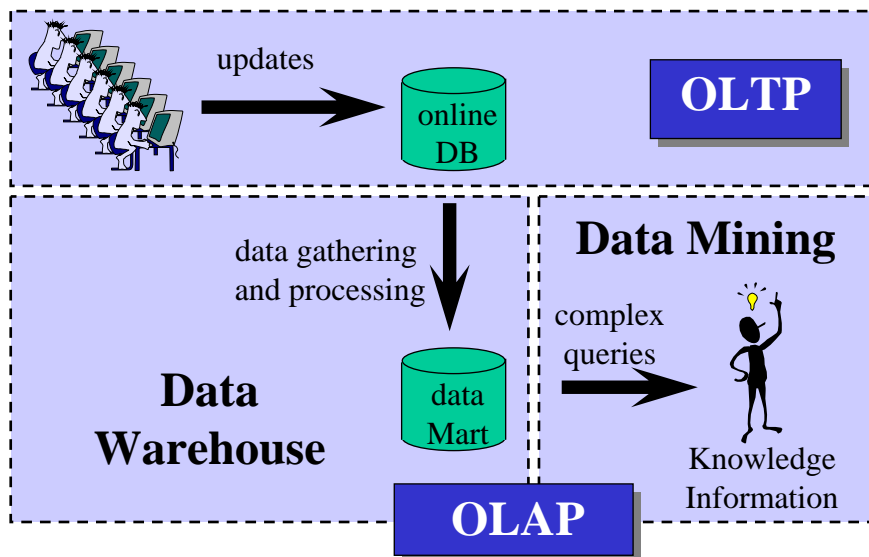 updates
online
DB
OLTP
data gathering
and processing
Data
Warehouse
data
Mart
OLAP
Data Mining
complex
queries
Knowledge
Information